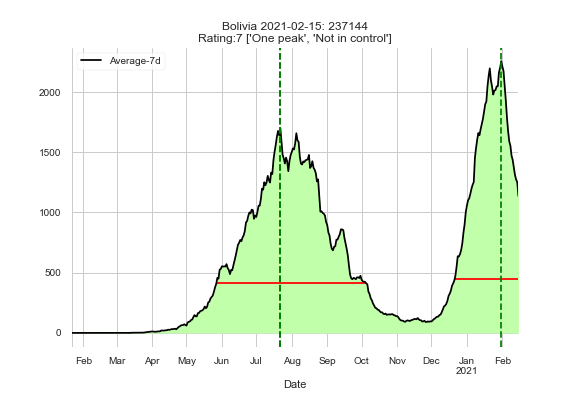 Bolivia 2021-02-15: 237144
Rating:7 ['One peak', 'Not in control']
Average-7d
2000
1500
1000
500
0
Feb Mar Apr May Jun Jul Aug Sep Oct Nov Dec Jan Feb
2021
Date